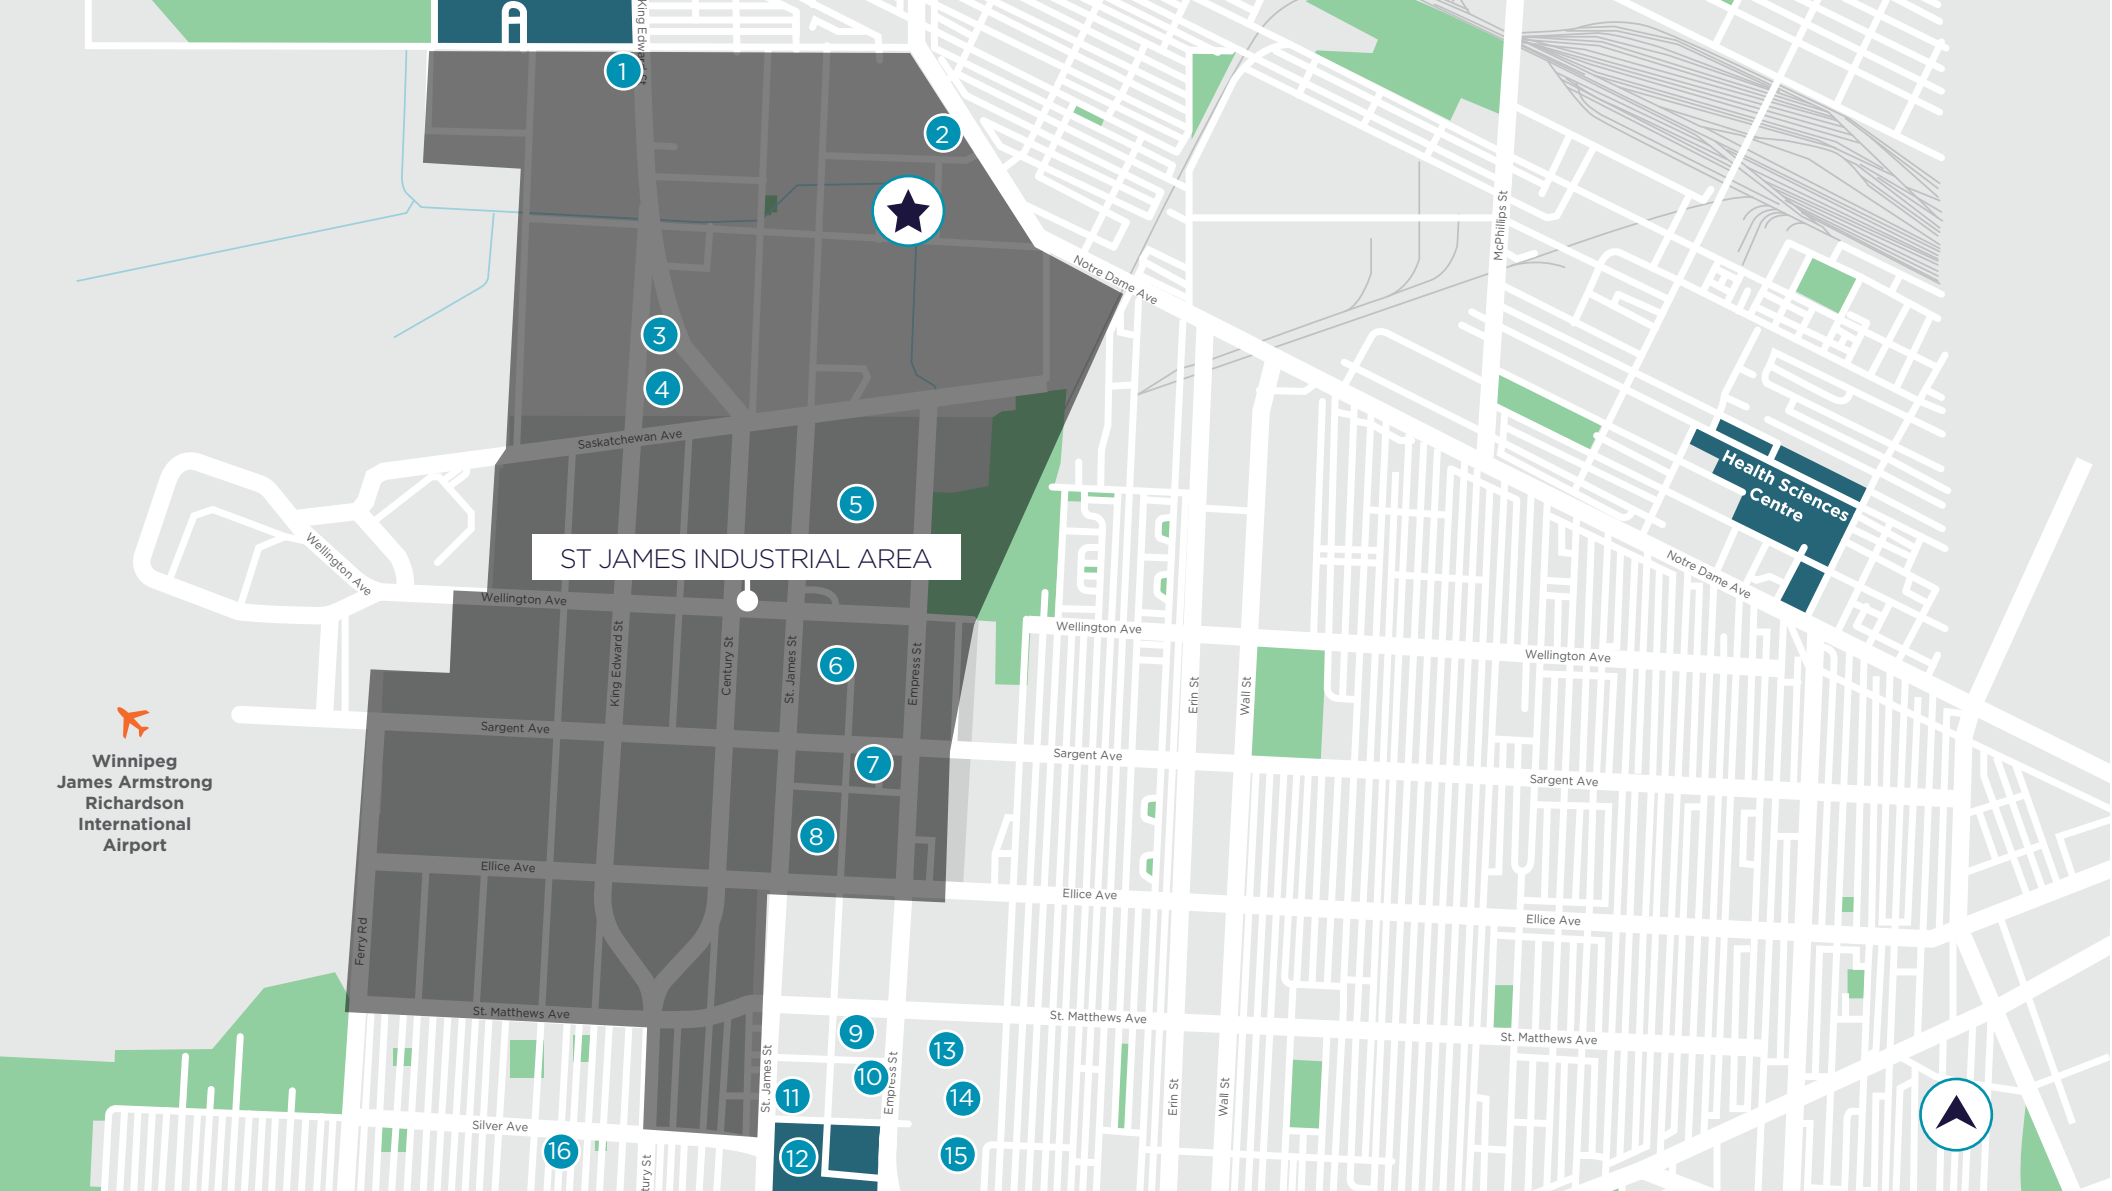 King Edward St
1
2
Notre Dame Ave
McPhillips St
3
4
Saskatchewan Ave
Health Sciences
Centre
5
ST JAMES INDUSTRIAL AREA
Wellington Ave
Wellington Ave
Notre Dame Ave
Wellington Ave
Wellington Ave
King Edward St
Century St
St. James St
Empress St
6
Erin St
Wall St
Sargent Ave
Sargent Ave
Sargent Ave
Winnipeg
James Armstrong
Richardson
International
Airport
7
8
Ellice Ave
Ellice Ave
Ellice Ave
Ferry Rd
St. Matthews Ave
St. Matthews Ave
St. Matthews Ave
9
13
10
11
14
St. James St
Empress St
Erin St
Wall St
Silver Ave
16
12
15
tury St